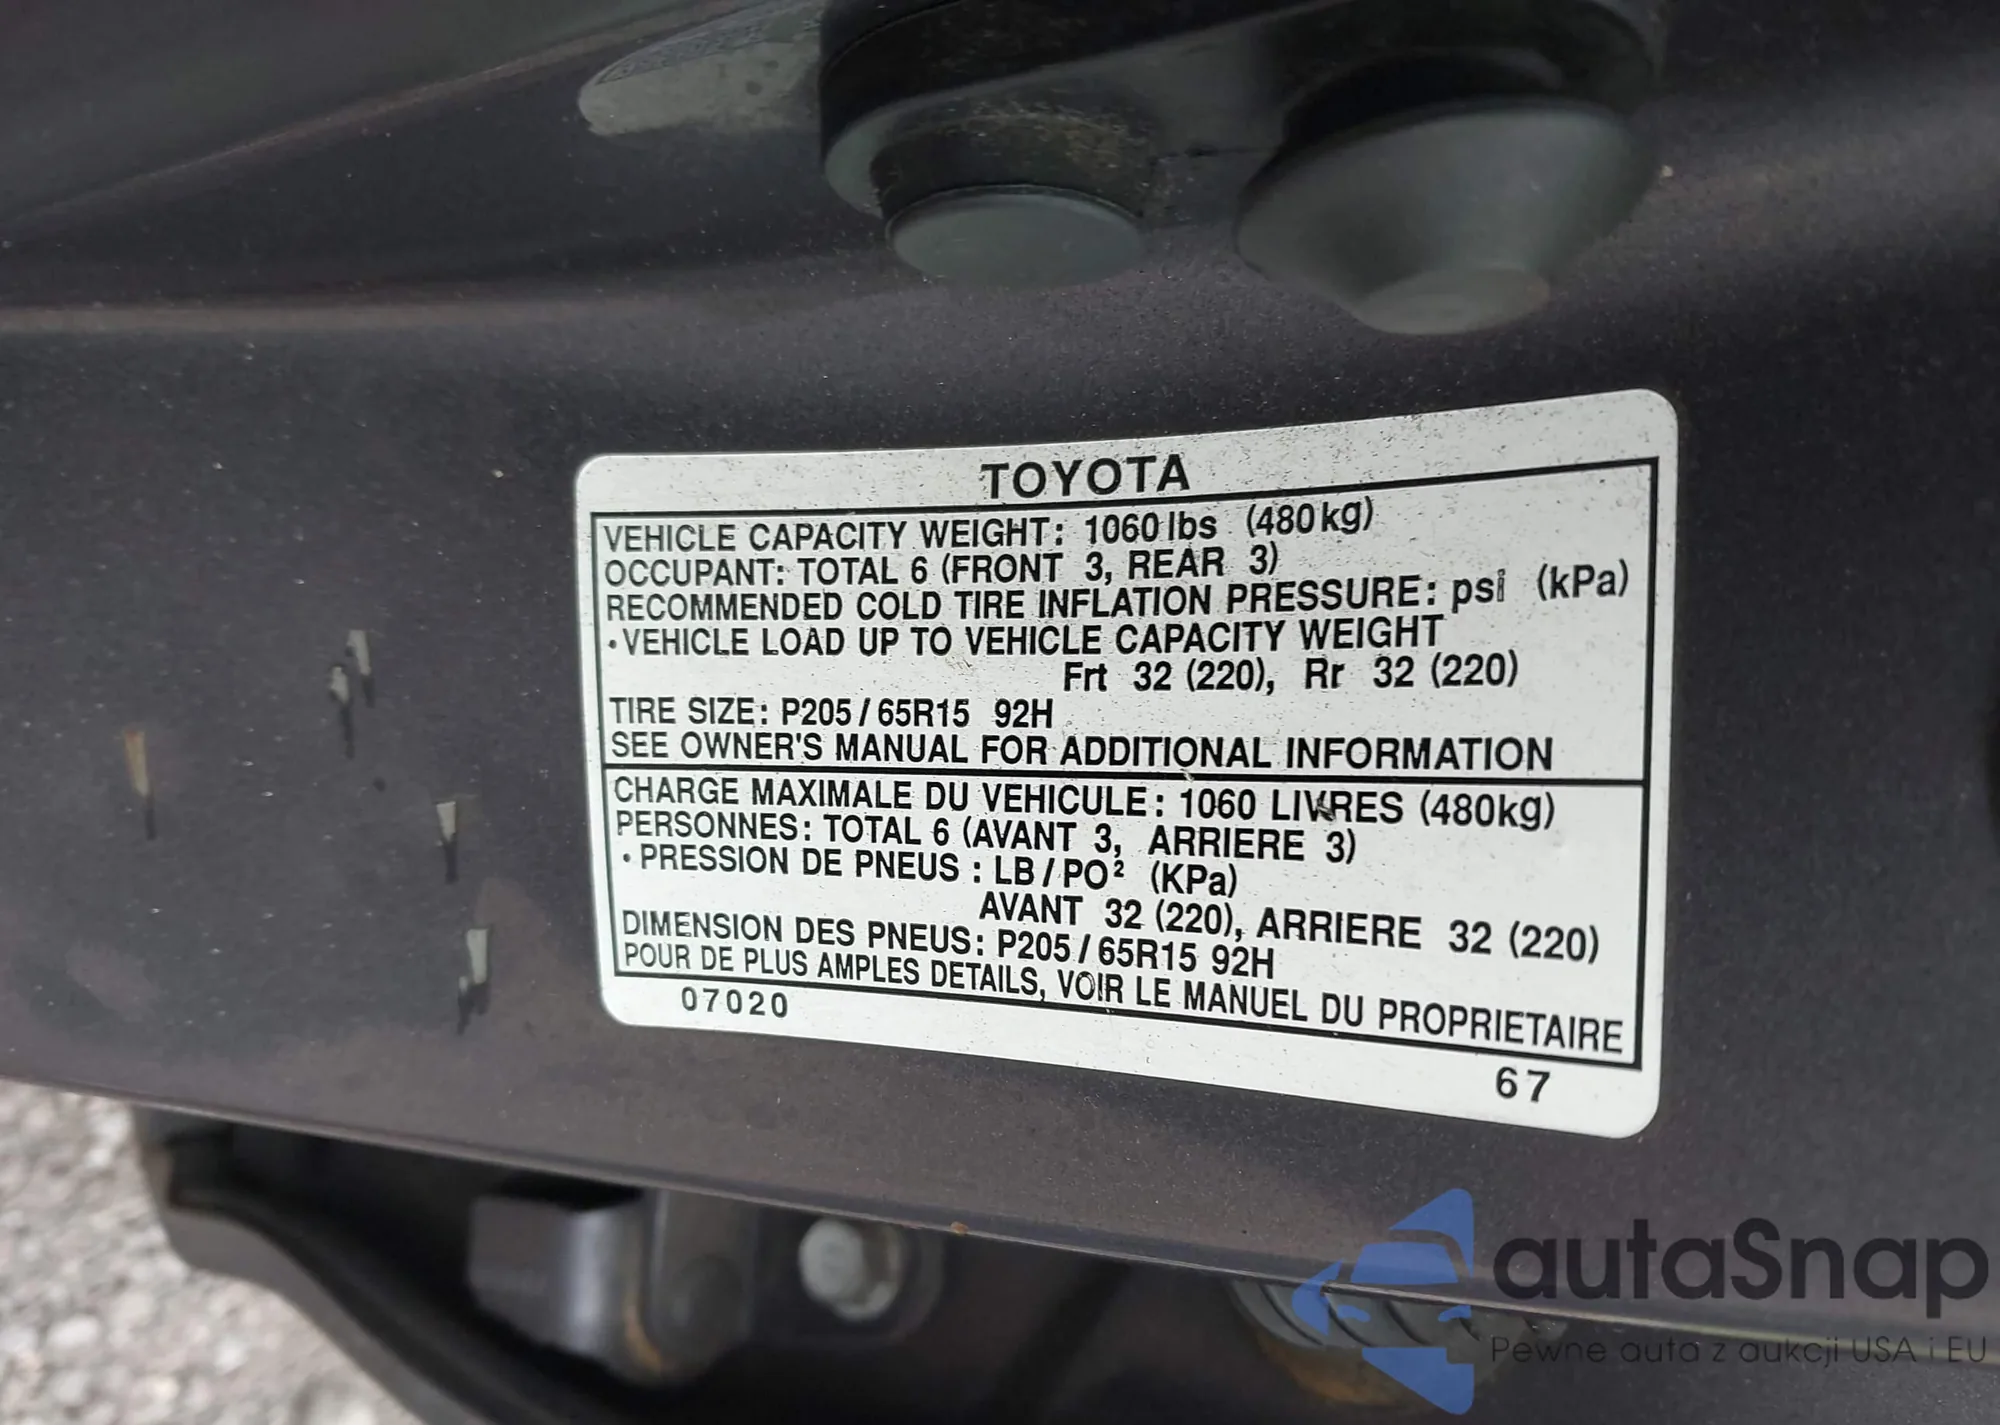 TOYOTA
VEHICLE CAPACITY WEIGHT: 1060 lbs (480kg)
OCCUPANT: TOTAL 6 (FRONT 3, REAR 3)
RECOMMENDED COLD TIRE INFLATION PRESSURE: psi (kPa)
·VEHICLE LOAD UP TO VEHICLE CAPACITY WEIGHT
Frt 32 (220), Rr 32 (220)
TIRE SIZE: P205/65R15 92H
SEE OWNER'S MANUAL FOR ADDITIONAL INFORMATION
CHARGE MAXIMALE DU VEHICULE: 1060 LIVRES (480kg)
PERSONNES: TOTAL 6 (AVANT 3, ARRIERE 3)
·PRESSION DE PNEUS : LB/PO² (KPa)
AVANT 32 (220), ARRIERE 32 (220)
DIMENSION DES PNEUS: P205/65R15 92H
POUR DE PLUS AMPLES DETAILS, VOIR LE MANUEL DU PROPRIETAIRE
07020
67
autaSnap
Pewne auta z aukcji USA i EU